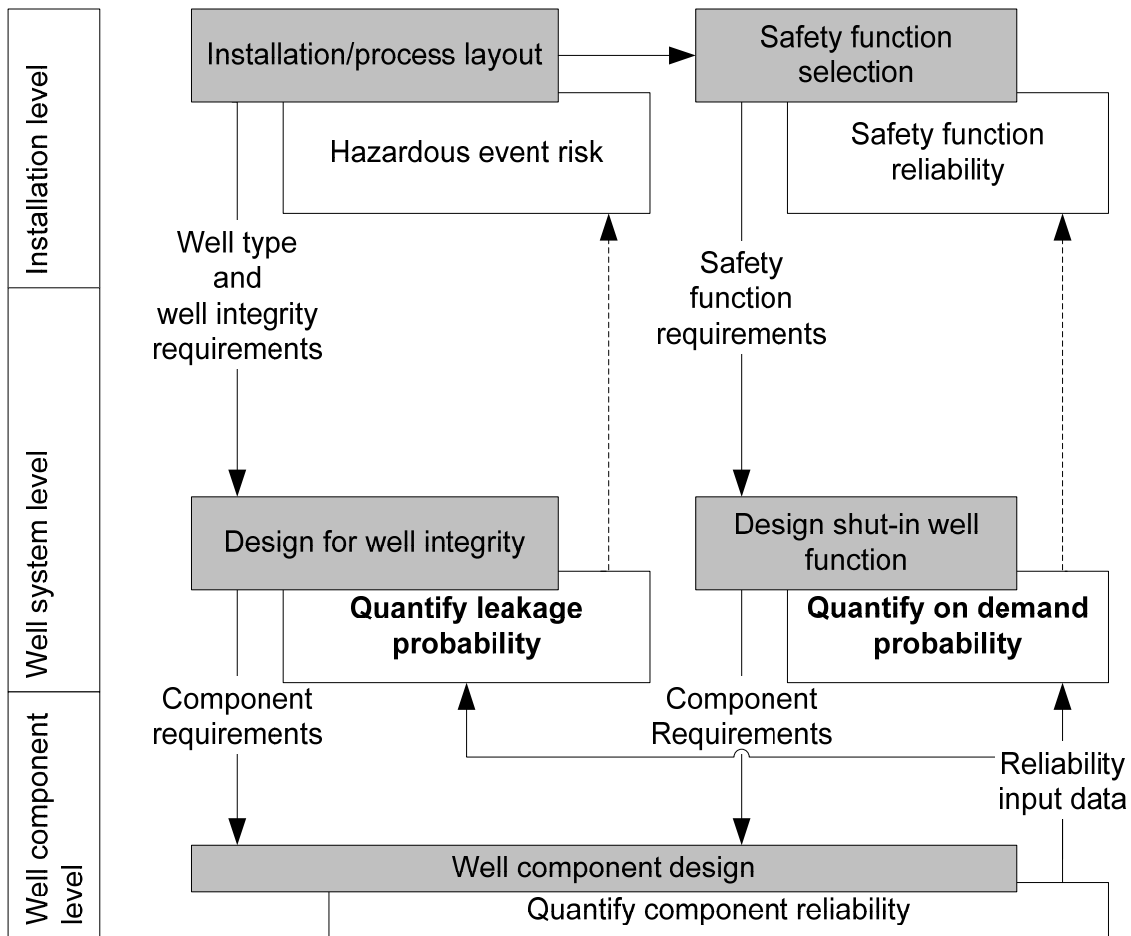 Installation level
Installation/process layout
Safety function
selection
Hazardous event risk
Safety function
reliability
Well type
and
well integrity
requirements
Safety
function
requirements
Well system level
Design for well integrity
Design shut-in well
function
Quantify leakage
probability
Quantify on demand
probability
Component
requirements
Component
Requirements
Reliability
input data
Well component
level
Well component design
Quantify component reliability